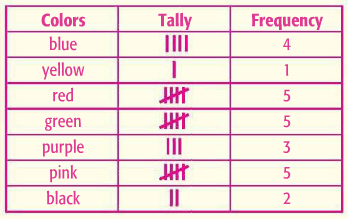 Colors Tally Frequency
blue |||| 4
yellow | 1
red 5
green 5
purple ||| 3
pink 5
black || 2